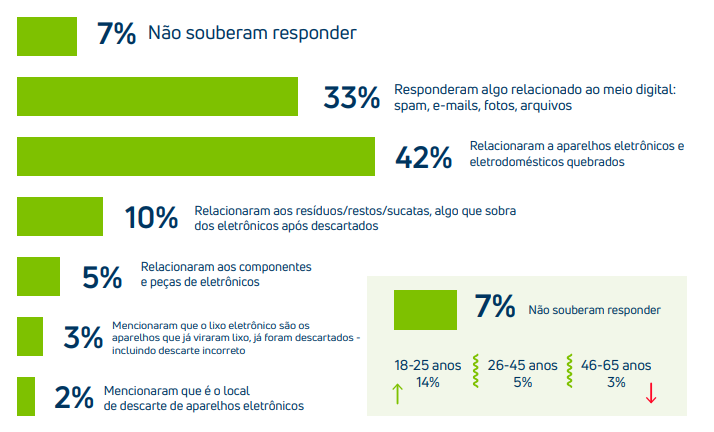 7% Não souberam responder
33% Responderam algo relacionado ao meio digital:
spam, e-mails, fotos, arquivos
42% Relacionaram a aparelhos eletrônicos e
eletrodomésticos quebrados
10% Relacionaram aos resíduos/restos/sucatas, algo que sobra
dos eletrônicos após descartados
5% Relacionaram aos componentes
e peças de eletrônicos
3% Mencionaram que o lixo eletrônico são os
aparelhos que já viraram lixo, já foram descartados -
incluindo descarte incorreto
2% Mencionaram que é o local
de descarte de aparelhos eletrônicos
7% Não souberam responder
18-25 anos 26-45 anos 46-65 anos
14% 5% 3%